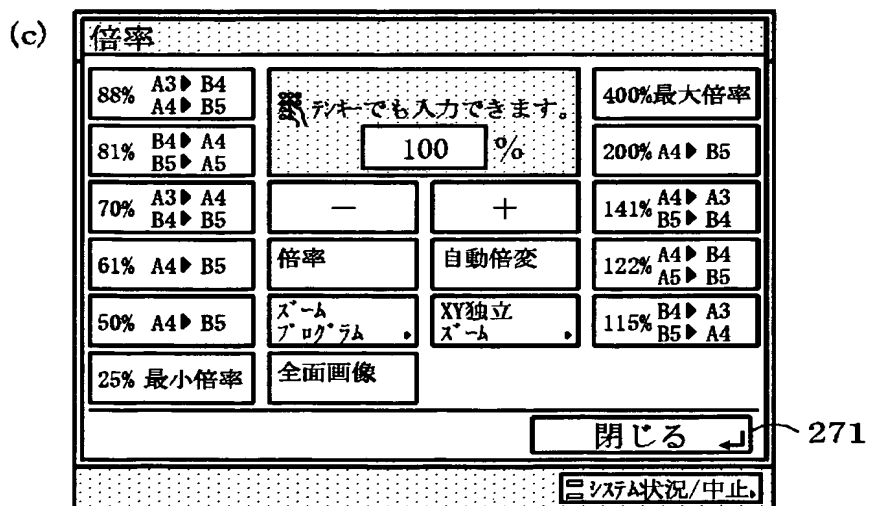 (c)
倍率
88% A3▶B4
A4▶B5
テンキーでも入力できます。
400%最大倍率
81% B4▶A4
B5▶A5
100 %
200% A4▶B5
70% A3▶A4
B4▶B5
－
＋
141% A4▶A3
B5▶B4
61% A4▶B5
倍率
自動倍変
122% A4▶B4
A5▶B5
50% A4▶B5
ズーム
プログラム
XY独立
ズーム
115% B4▶A3
B5▶A4
25% 最小倍率
全面画像
閉じる
271
システム状況/中止